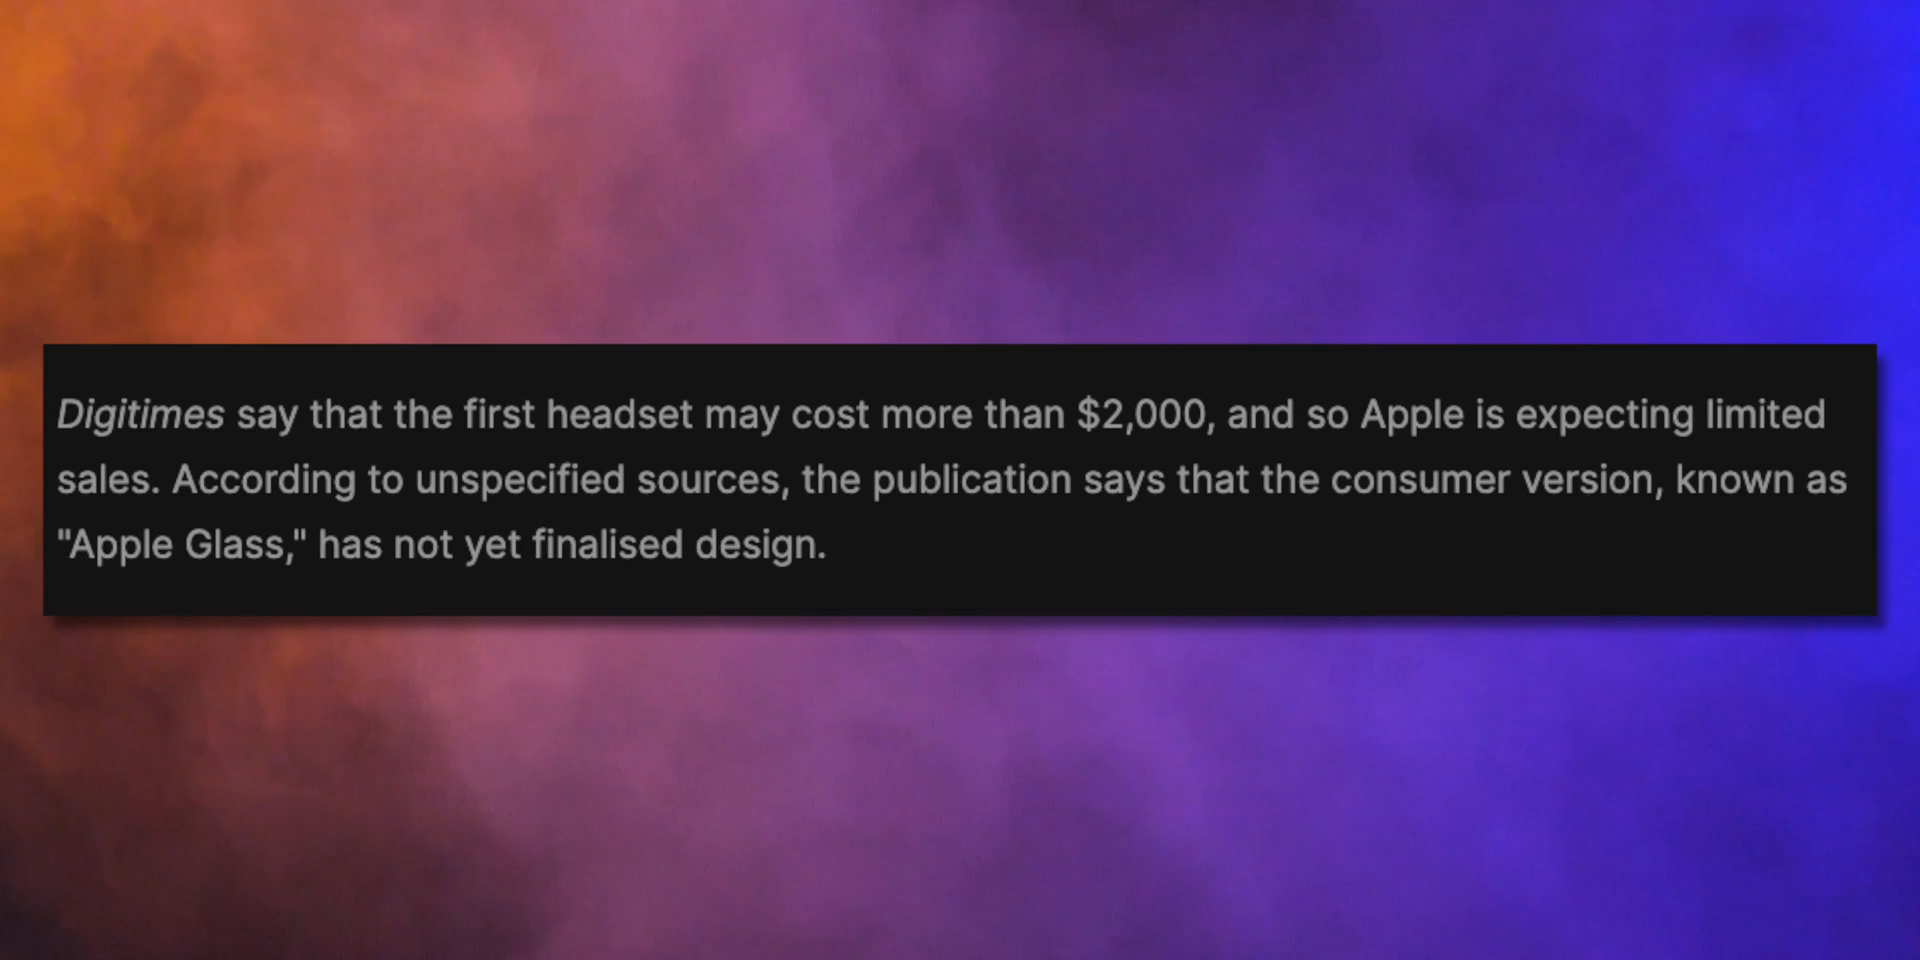 Digitimes say that the first headset may cost more than $2,000, and so Apple is expecting limited
sales. According to unspecified sources, the publication says that the consumer version, known as
"Apple Glass," has not yet finalised design.